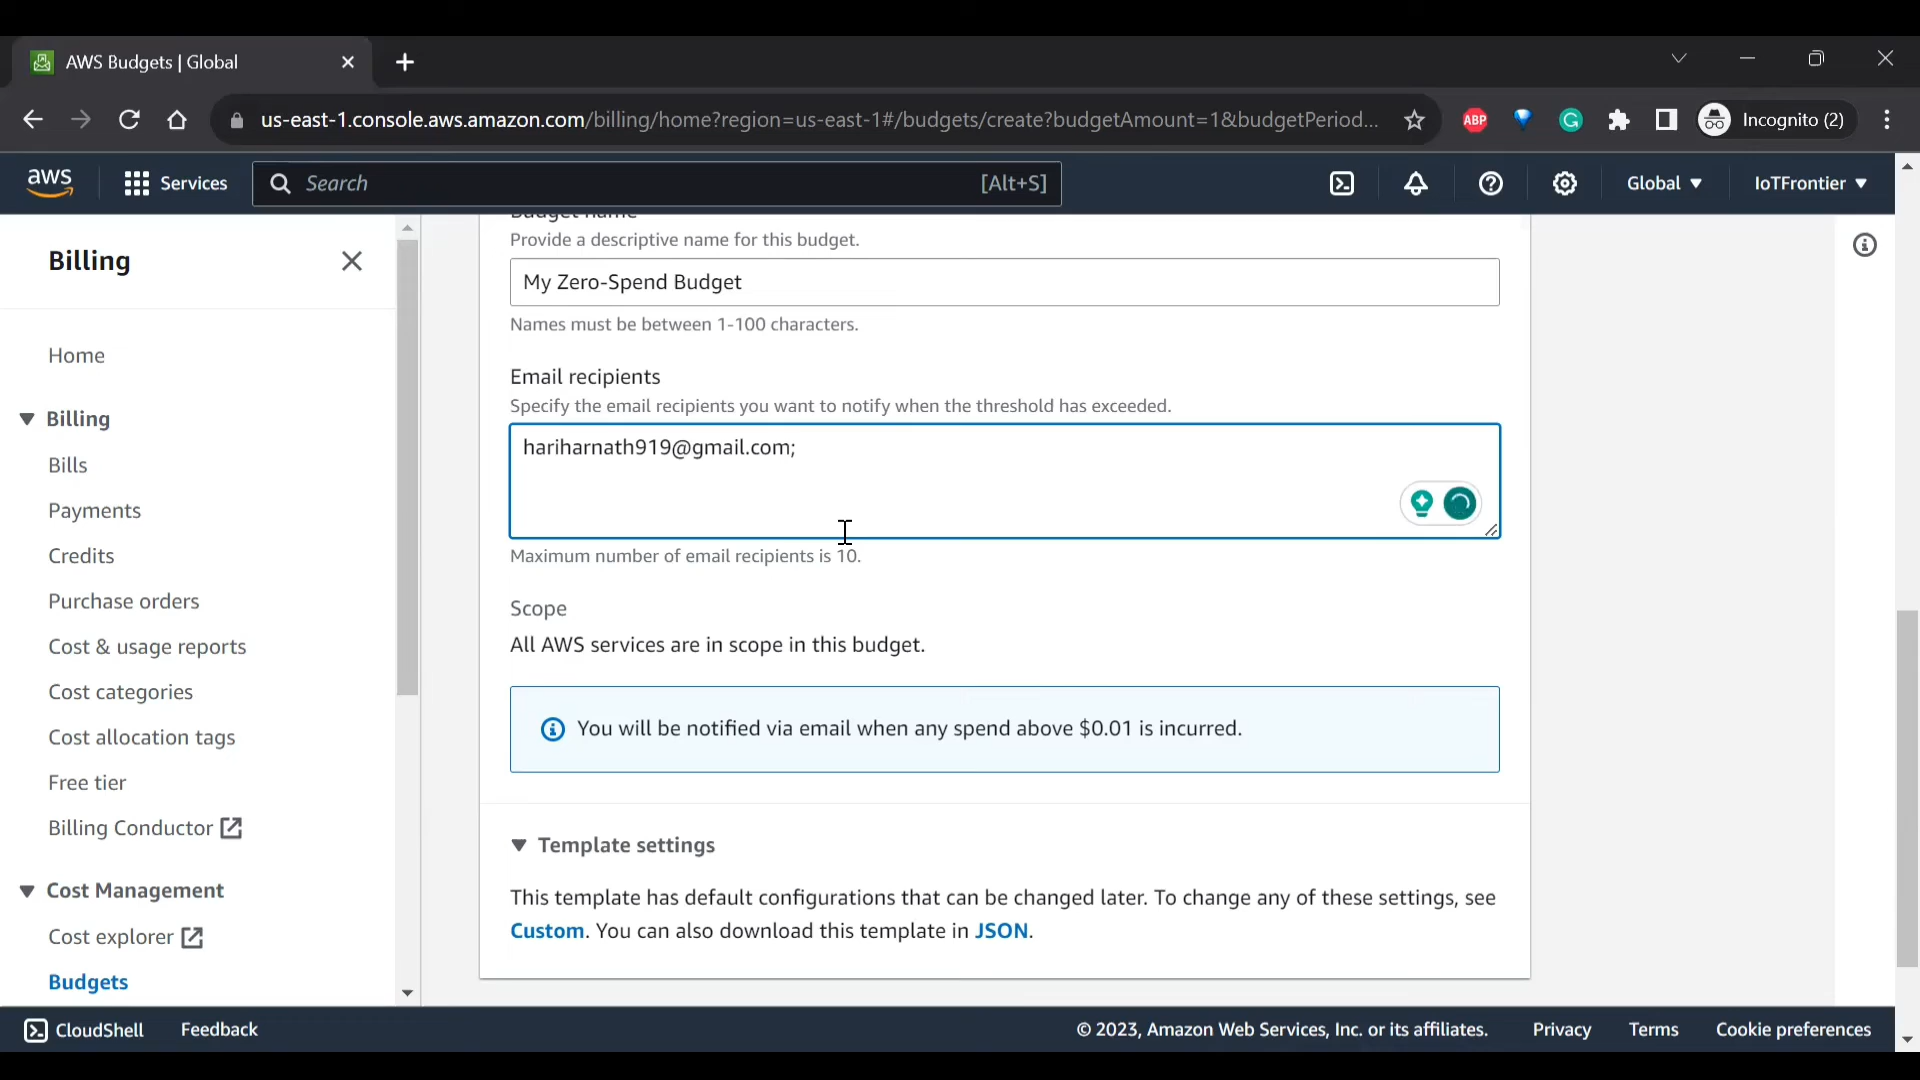 AWS Budgets | Global
us-east-1.console.aws.amazon.com/billing/home?region=us-east-1#/budgets/create?budgetAmount=1&budgetPeriod...
ABP
Incognito (2)
aws
Services
Search
[Alt+S]
Global
IoTFrontier
Billing
Home
Billing
Bills
Payments
Credits
Purchase orders
Cost & usage reports
Cost categories
Cost allocation tags
Free tier
Billing Conductor
Cost Management
Cost explorer
Budgets
Budget name
Provide a descriptive name for this budget.
My Zero-Spend Budget
Names must be between 1-100 characters.
Email recipients
Specify the email recipients you want to notify when the threshold has exceeded.
hariharnath919@gmail.com;
Maximum number of email recipients is 10.
Scope
All AWS services are in scope in this budget.
You will be notified via email when any spend above $0.01 is incurred.
Template settings
This template has default configurations that can be changed later. To change any of these settings, see
Custom. You can also download this template in JSON.
CloudShell
Feedback
© 2023, Amazon Web Services, Inc. or its affiliates.
Privacy
Terms
Cookie preferences